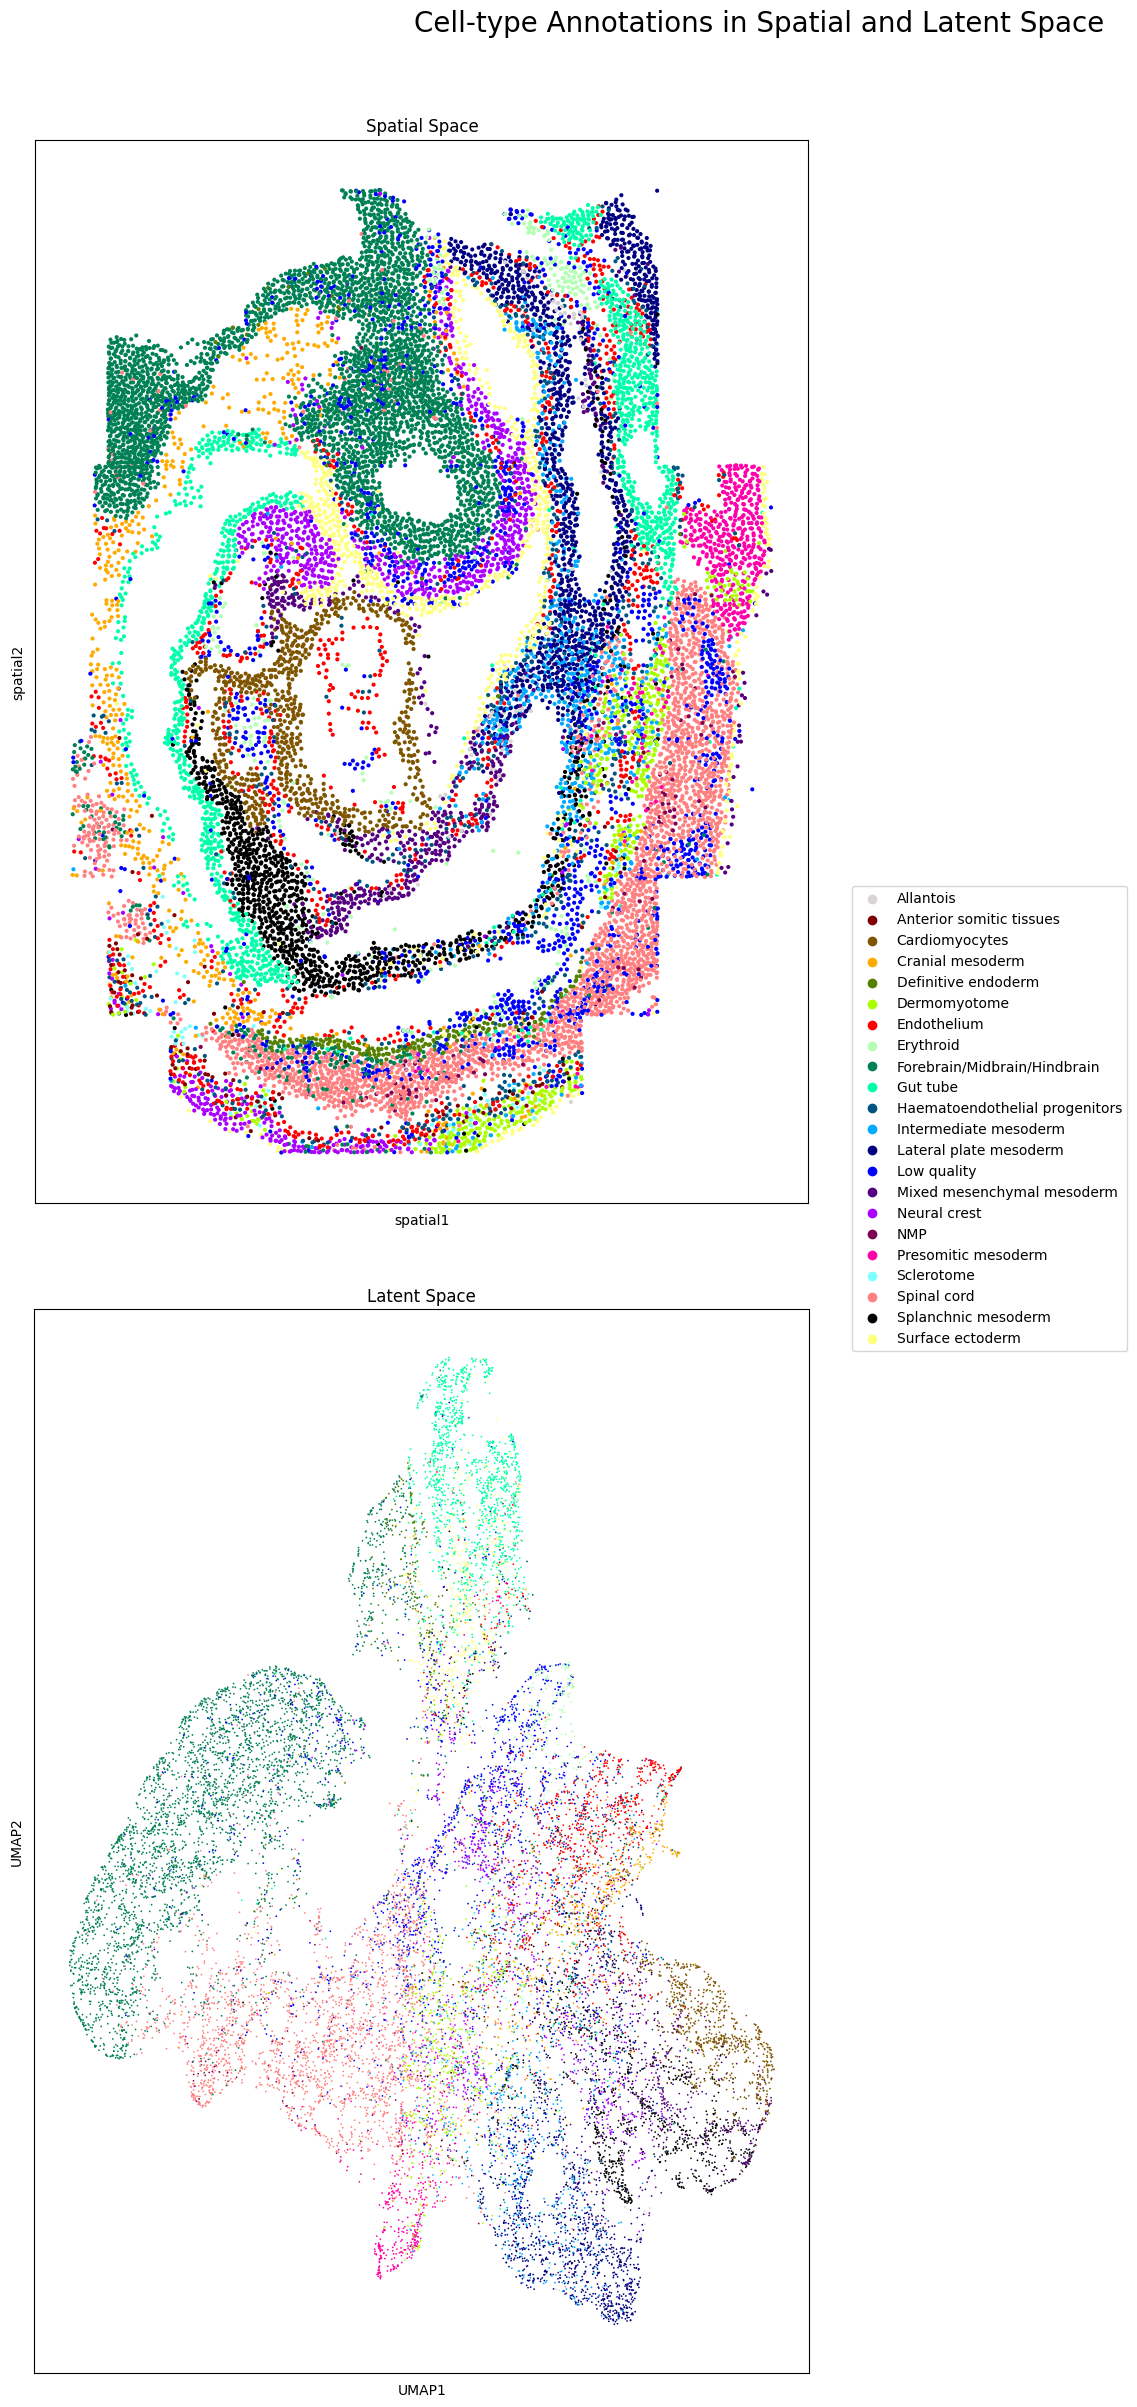 Cell-type Annotations in Spatial and Latent Space
Spatial Space
spatial2
spatial1
Allantois
Anterior somitic tissues
Cardiomyocytes
Cranial mesoderm
Definitive endoderm
Dermomyotome
Endothelium
Erythroid
Forebrain/Midbrain/Hindbrain
Gut tube
Haematoendothelial progenitors
Intermediate mesoderm
Lateral plate mesoderm
Low quality
Mixed mesenchymal mesoderm
Neural crest
NMP
Presomitic mesoderm
Sclerotome
Spinal cord
Splanchnic mesoderm
Surface ectoderm
Latent Space
UMAP2
UMAP1